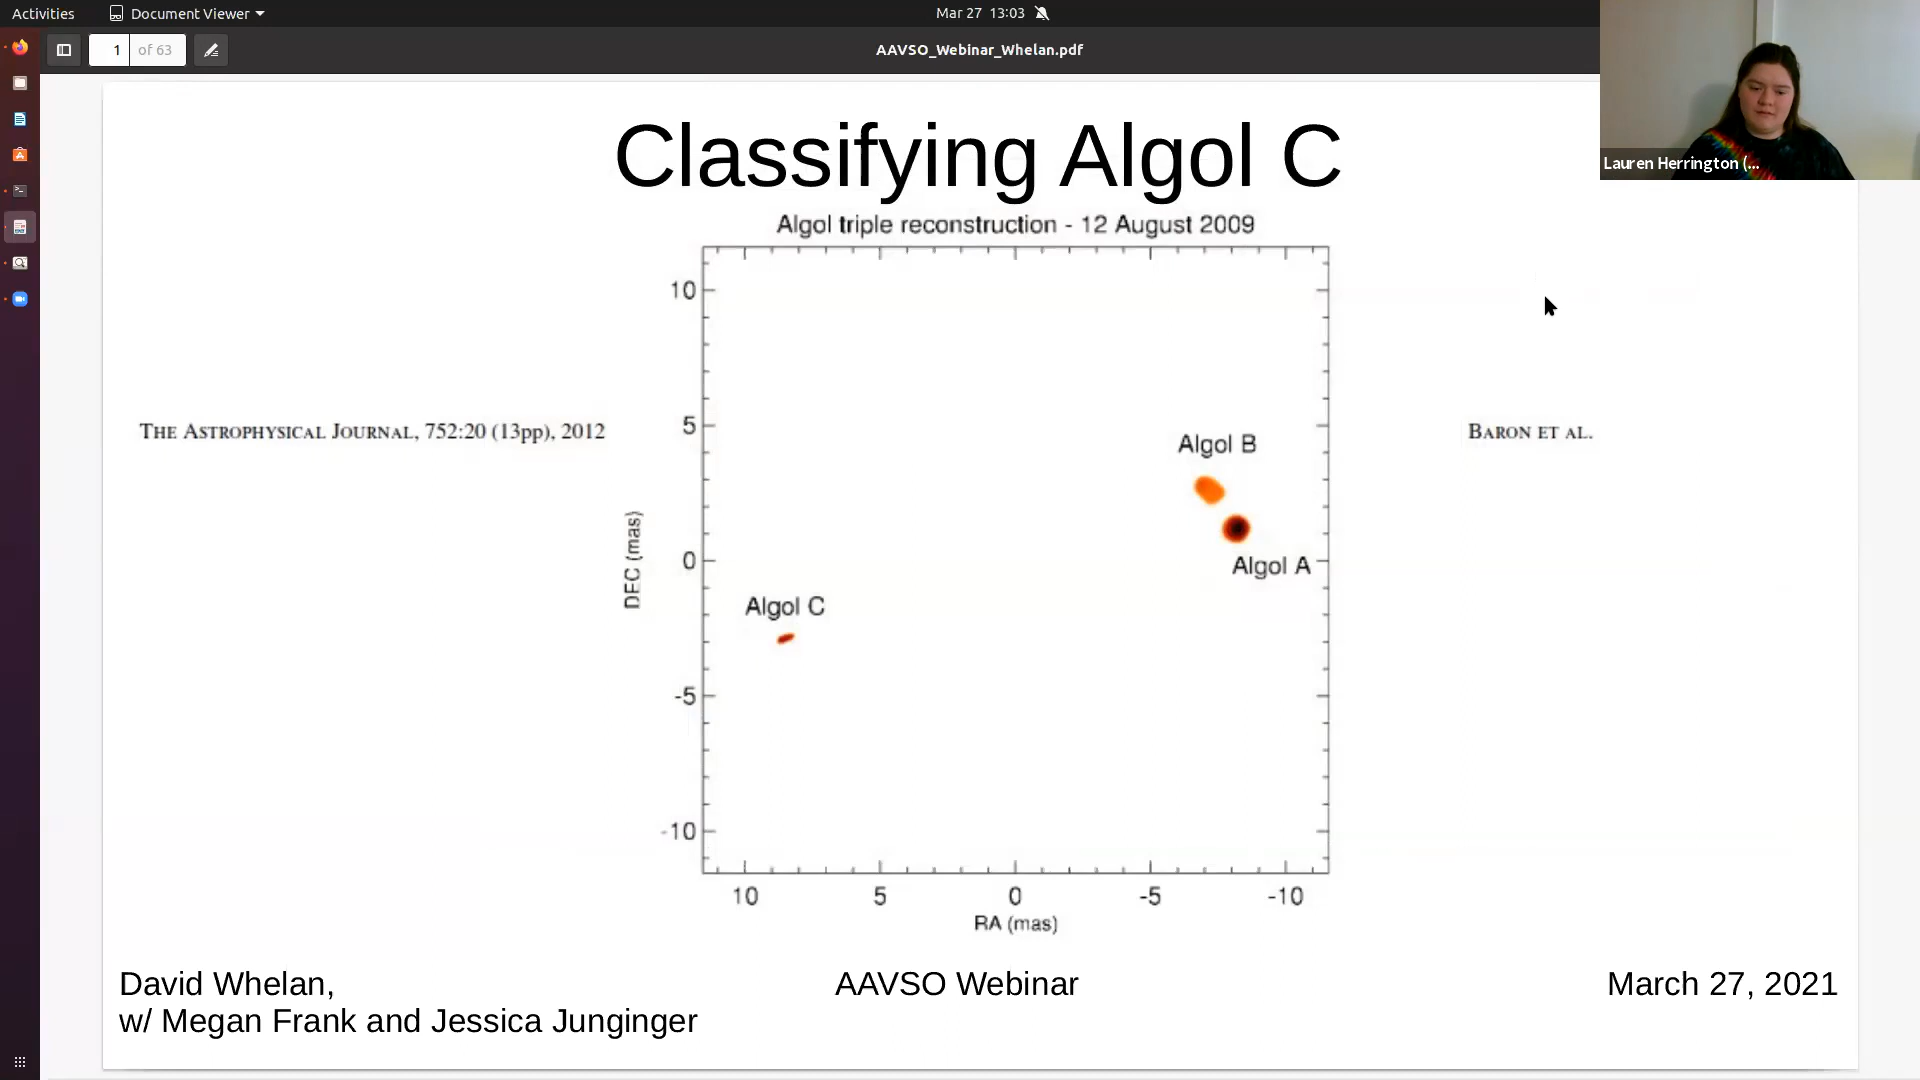 Activities
Document Viewer
Mar 27 13:03
1 of 63
AAVSO_Webinar_Whelan.pdf
Lauren Herrington (...
Classifying Algol C
Algol triple reconstruction - 12 August 2009
THE ASTROPHYSICAL JOURNAL, 752:20 (13pp), 2012
BARON ET AL.
10
5
0
-5
-10
DEC (mas)
Algol B
Algol A
Algol C
10 5 0 -5 -10
RA (mas)
David Whelan,
w/ Megan Frank and Jessica Junginger
AAVSO Webinar
March 27, 2021